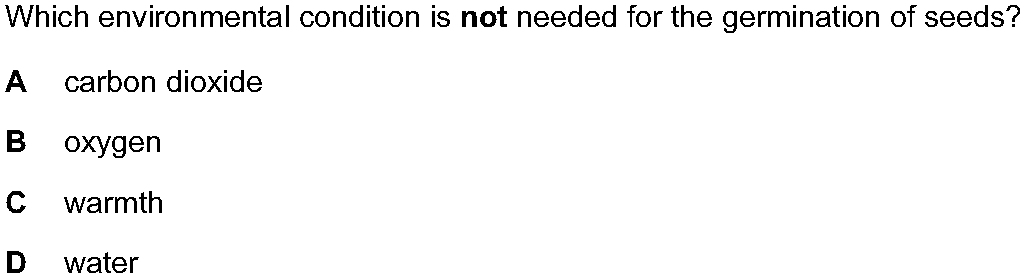 Which environmental condition is not needed for the germination of seeds?
A carbon dioxide
B oxygen
C warmth
D water